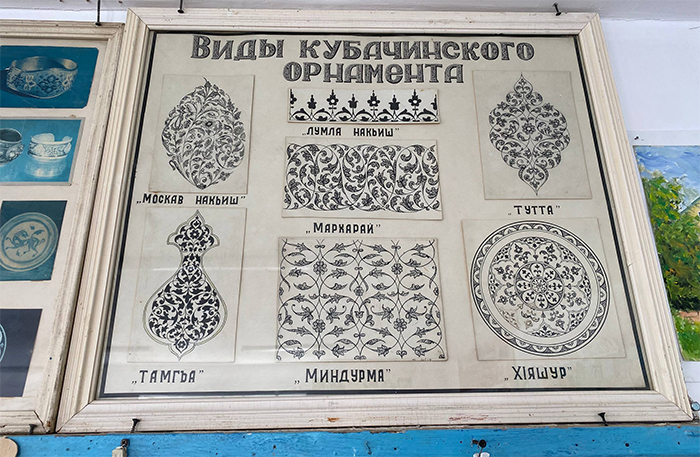 Виды кубачинского
орнамента
„Лумла накьиш"
„Москав накьиш"
„Мархарай"
„Тутта"
„Тамгъа"
„Миндурма"
„ХIяшур"